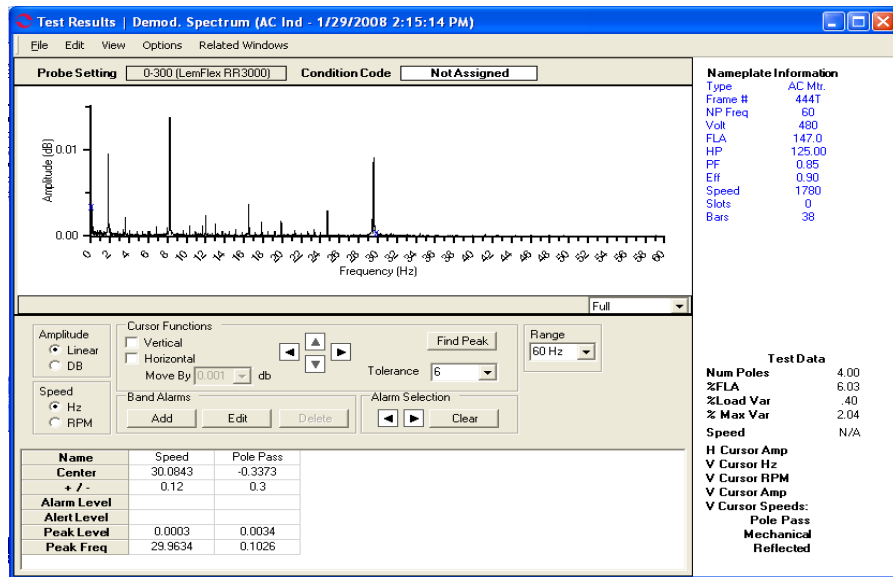 Test Results | Demod. Spectrum (AC Ind - 1/29/2008 2:15:14 PM)
File Edit View Options Related Windows
Probe Setting 0-300 (LemFlex RR3000) Condition Code Not Assigned
Amplitude (dB)
0.01
0.00
0 2 4 6 8 10 12 14 16 18 20 22 24 26 28 30 32 34 36 38 40 42 44 46 48 50 52 54 56 58 60
Frequency (Hz)
Full
Amplitude
Linear
DB
Speed
Hz
RPM
Cursor Functions
Vertical
Horizontal
Move By 0.001 db
Find Peak
Tolerance 6
Range
60 Hz
Band Alarms
Add Edit Delete
Alarm Selection
Clear
Name Speed Pole Pass
Center 30.0843 -0.3373
+ / - 0.12 0.3
Alarm Level
Alert Level
Peak Level 0.0003 0.0034
Peak Freq 29.9634 0.1026
Nameplate Information
Type AC Mtr.
Frame # 444T
NP Freq 60
Volt 480
FLA 147.0
HP 125.00
PF 0.85
Eff 0.90
Speed 1780
Slots 0
Bars 38
Test Data
Num Poles 4.00
%FLA 6.03
%Load Var .40
% Max Var 2.04
Speed N/A
H Cursor Amp
V Cursor Hz
V Cursor RPM
V Cursor Amp
V Cursor Speeds:
Pole Pass
Mechanical
Reflected